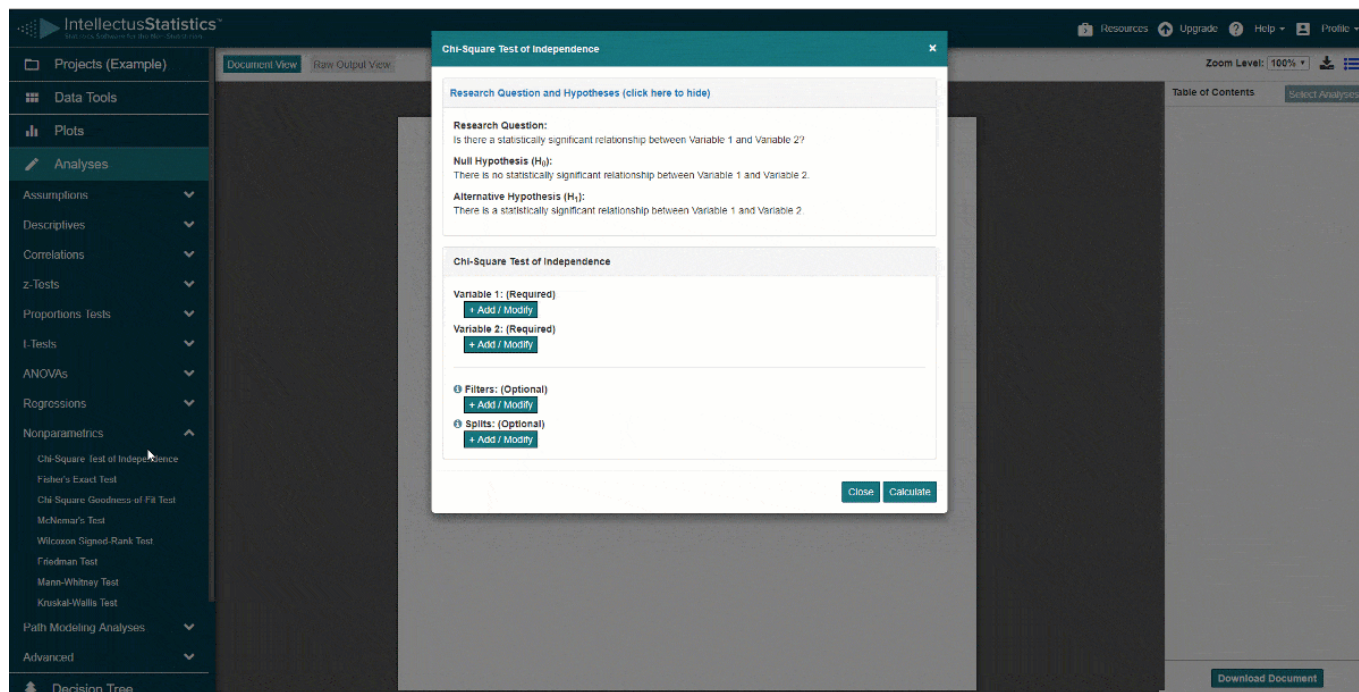 IntellectusStatistics™
Resources Upgrade Help Profile
Projects (Example)
Data Tools
Plots
Analyses
Assumptions
Descriptives
Correlations
z-Tests
Proportions Tests
t-Tests
ANOVAs
Regressions
Nonparametrics
Chi-Square Test of Independence
Fisher's Exact Test
Chi-Square Goodness-of-Fit Test
McNemar's Test
Wilcoxon Signed-Rank Test
Friedman Test
Mann-Whitney Test
Kruskal-Wallis Test
Path Modeling Analyses
Advanced
Decision Tree
Document View Raw Output View
Zoom Level: 100%
Chi-Square Test of Independence ×
Research Question and Hypotheses (click here to hide)
Research Question:
Is there a statistically significant relationship between Variable 1 and Variable 2?
Null Hypothesis (H₀):
There is no statistically significant relationship between Variable 1 and Variable 2.
Alternative Hypothesis (H₁):
There is a statistically significant relationship between Variable 1 and Variable 2.
Chi-Square Test of Independence
Variable 1: (Required)
+ Add / Modify
Variable 2: (Required)
+ Add / Modify
Filters: (Optional)
+ Add / Modify
Splits: (Optional)
+ Add / Modify
Close Calculate
Table of Contents Select Analyses
Download Document